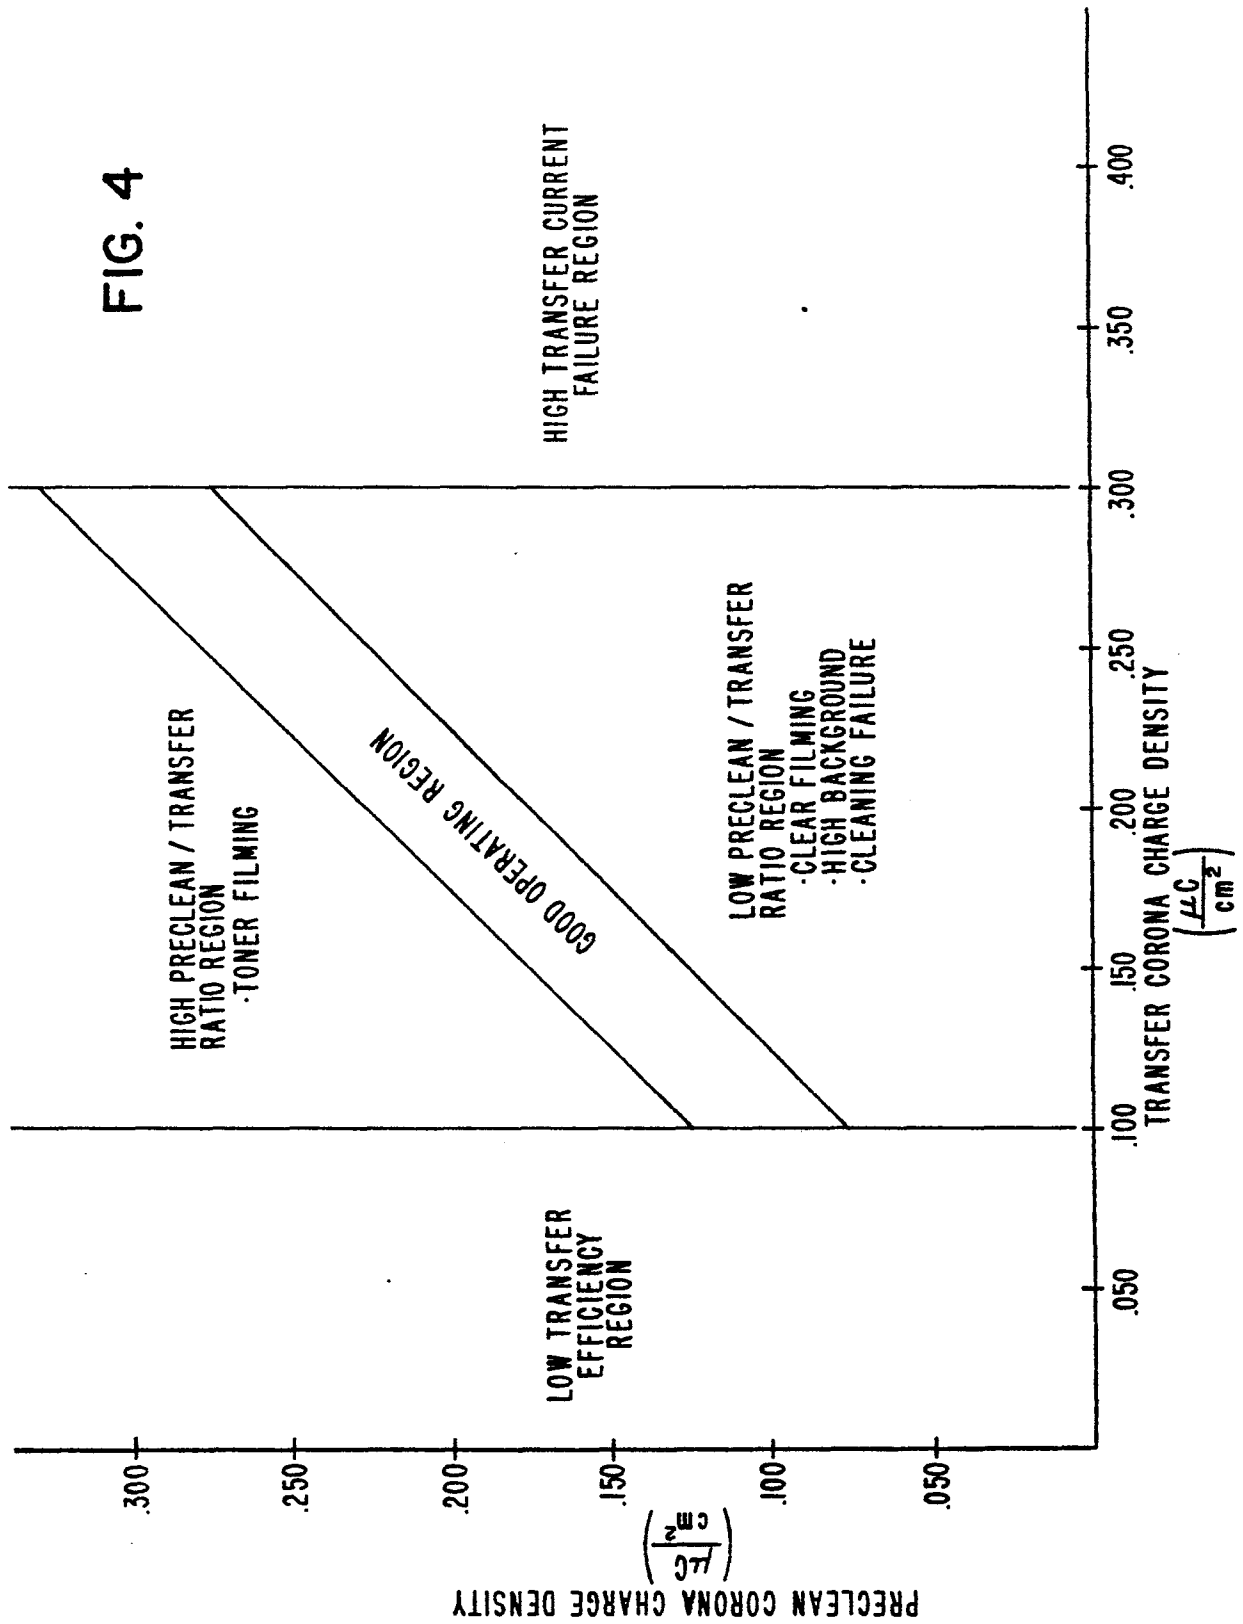 FIG. 4
HIGH PRECLEAN / TRANSFER
RATIO REGION
·TONER FILMING
GOOD OPERATING REGION
LOW TRANSFER
EFFICIENCY
REGION
HIGH TRANSFER CURRENT
FAILURE REGION
LOW PRECLEAN / TRANSFER
RATIO REGION
·CLEAR FILMING
·HIGH BACKGROUND
·CLEANING FAILURE
PRECLEAN CORONA CHARGE DENSITY
(μC/cm²)
.300
.250
.200
.150
.100
.050
.050
.100
.150
.200
.250
.300
.350
.400
TRANSFER CORONA CHARGE DENSITY
(μC/cm²)